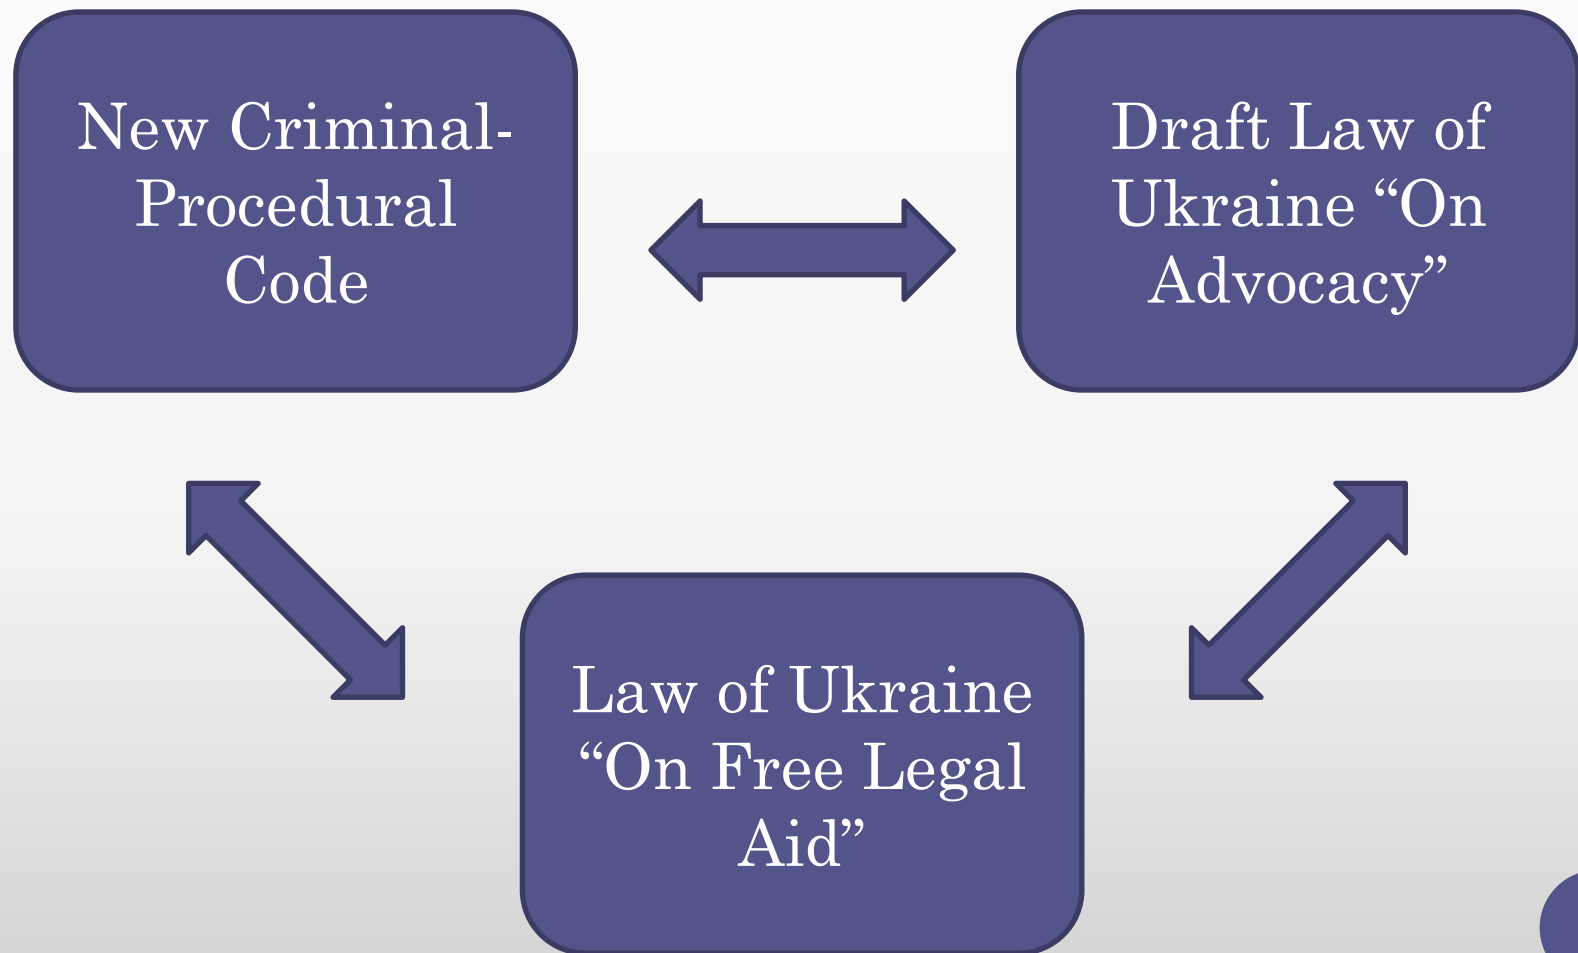 New Criminal-
Procedural
Code
Draft Law of
Ukraine “On
Advocacy”
Law of Ukraine
“On Free Legal
Aid”